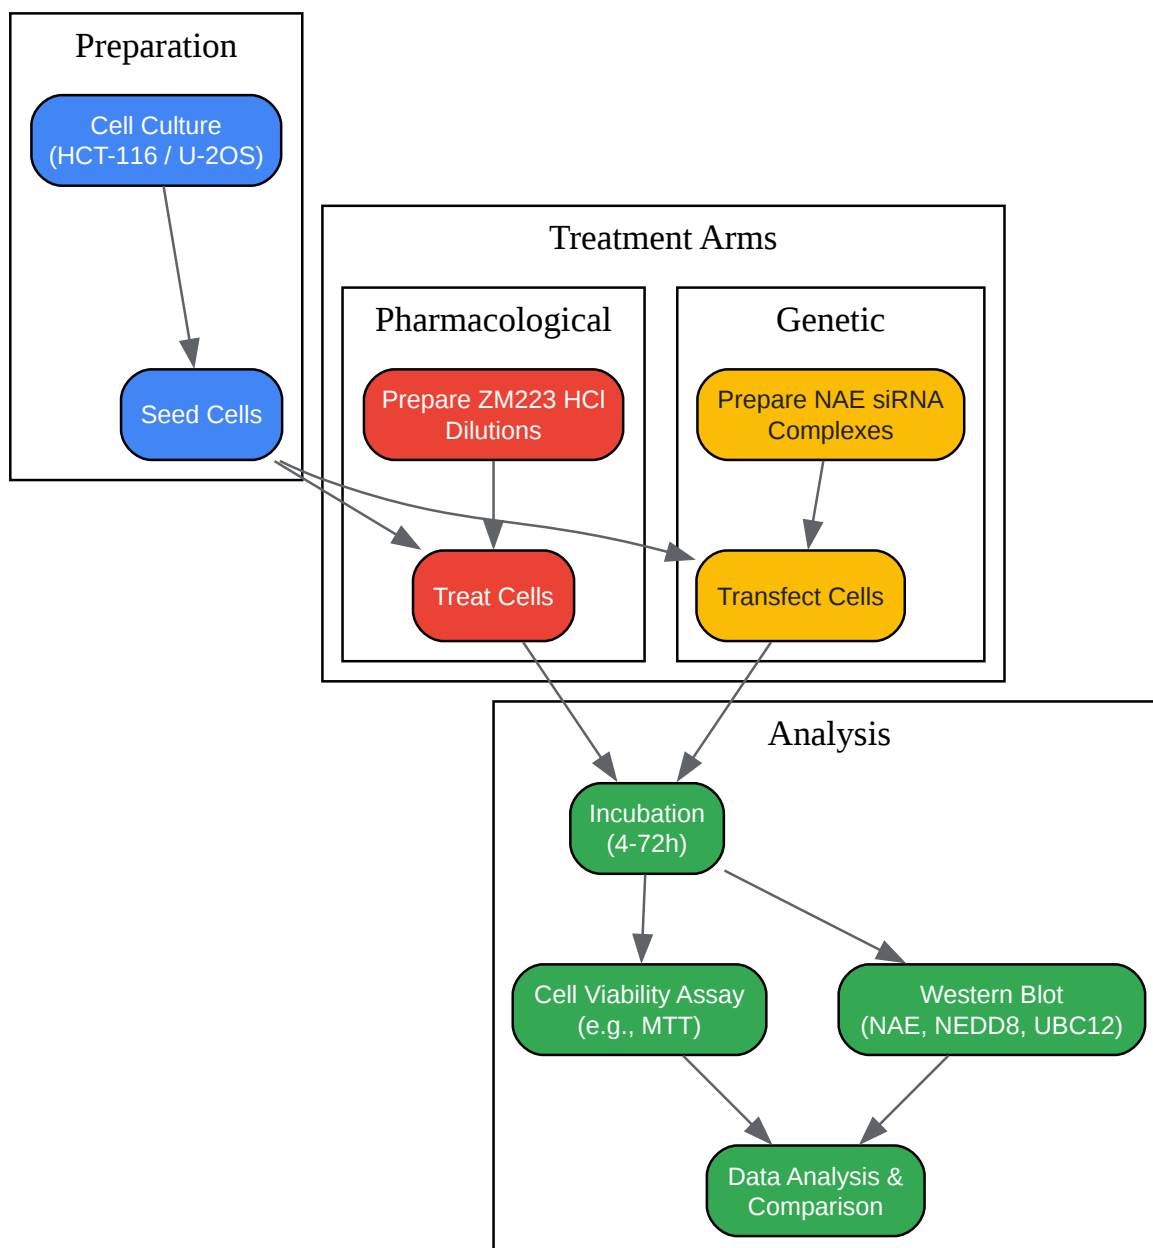 Preparation
Cell Culture
(HCT-116 / U-2OS)
Seed Cells
Treatment Arms
Pharmacological
Prepare ZM223 HCl
Dilutions
Treat Cells
Genetic
Prepare NAE siRNA
Complexes
Transfect Cells
Analysis
Incubation
(4-72h)
Cell Viability Assay
(e.g., MTT)
Western Blot
(NAE, NEDD8, UBC12)
Data Analysis &
Comparison